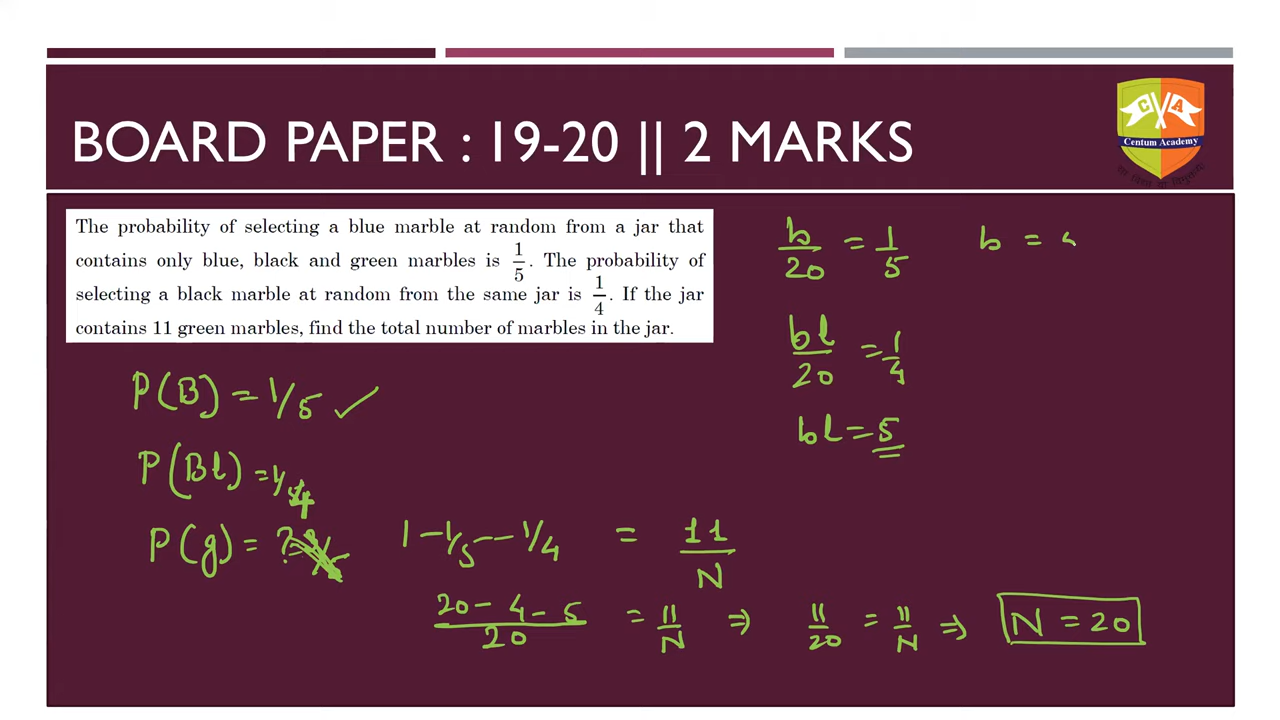 BOARD PAPER : 19-20 || 2 MARKS
C A
Centum Academy
The probability of selecting a blue marble at random from a jar that
contains only blue, black and green marbles is 1/5. The probability of
selecting a black marble at random from the same jar is 1/4. If the jar
contains 11 green marbles, find the total number of marbles in the jar.
b/20 = 1/5 b =
bl/20 = 1/4
bl = 5
P(B) = 1/5 ✓
P(Bl) = 1/4
P(g) = ?
1 - 1/5 - 1/4 = 11/N
20 - 4 - 5/20 = 11/N ⇒ 11/20 = 11/N ⇒ N = 20